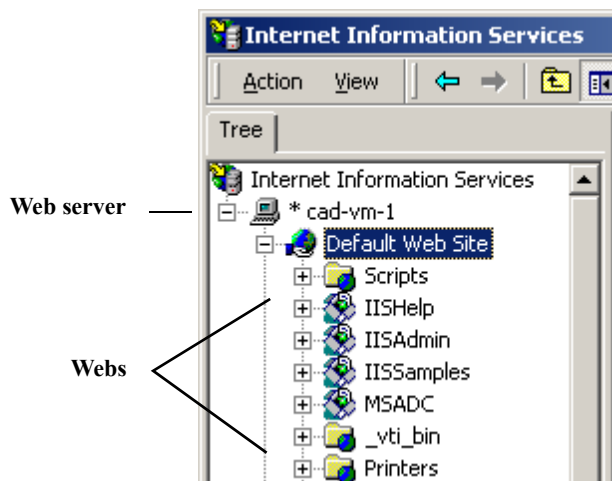 Internet Information Services
Action View
Tree
Internet Information Services
Web server
* cad-vm-1
Default Web Site
Scripts
IISHelp
IISAdmin
IISSamples
Webs
MSADC
_vti_bin
Printers